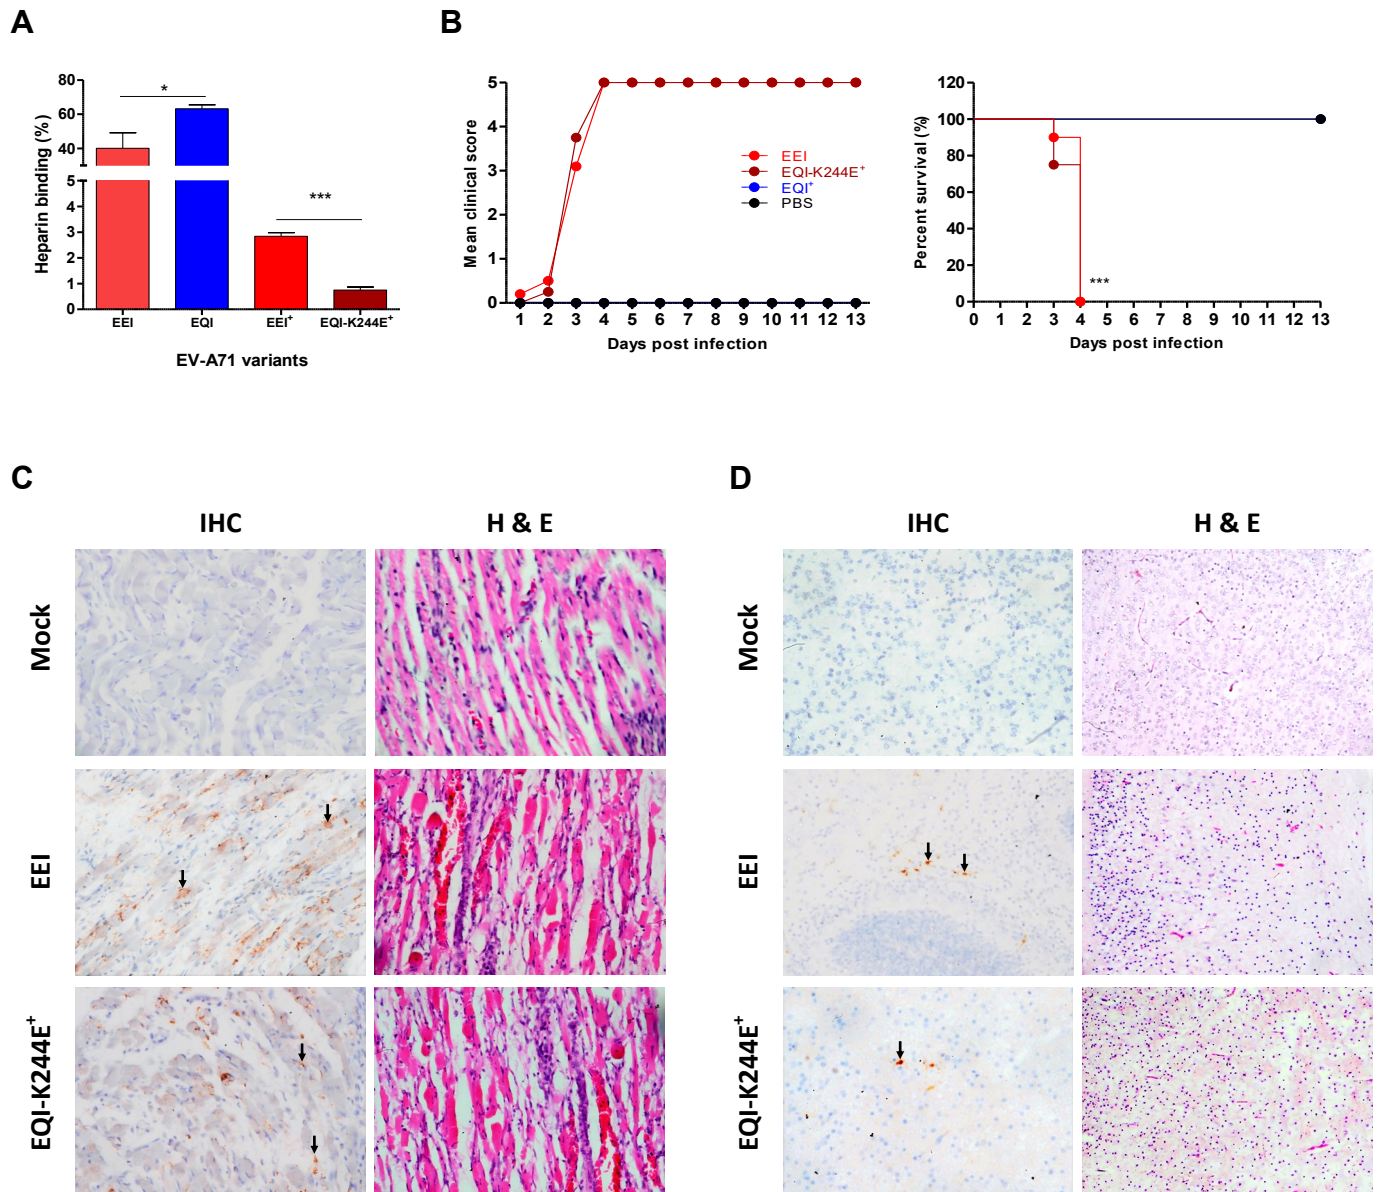 A
80
60
40
5
4
3
2
1
0
Heparin binding (%)
*
***
EEI
EQI
EEI⁺
EQI-K244E⁺
EV-A71 variants
B
5
4
3
2
1
0
Mean clinical score
EEI
EQI-K244E⁺
EQI⁺
PBS
1 2 3 4 5 6 7 8 9 10 11 12 13
Days post infection
120
100
80
60
40
20
0
Percent survival (%)
***
0 1 2 3 4 5 6 7 8 9 10 11 12 13
Days post infection
C
IHC
H & E
Mock
EEI
EQI-K244E⁺
D
IHC
H & E
Mock
EEI
EQI-K244E⁺